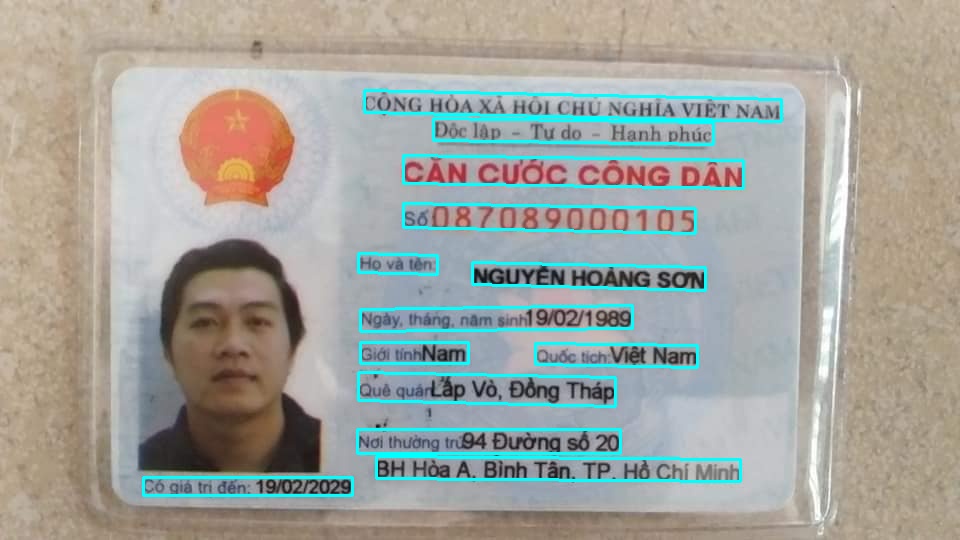 CỘNG HÒA XÃ HỘI CHỦ NGHĨA VIỆT NAM
Độc lập - Tự do - Hạnh phúc
CĂN CƯỚC CÔNG DÂN
Số 087089000105
Họ và tên:
NGUYỄN HOÀNG SƠN
Ngày, tháng, năm sinh 19/02/1989
Giới tính Nam Quốc tịch: Việt Nam
Quê quán Lấp Vò, Đồng Tháp
Nơi thường trú 94 Đường số 20
BH Hòa A, Bình Tân, TP. Hồ Chí Minh
Có giá trị đến: 19/02/2029